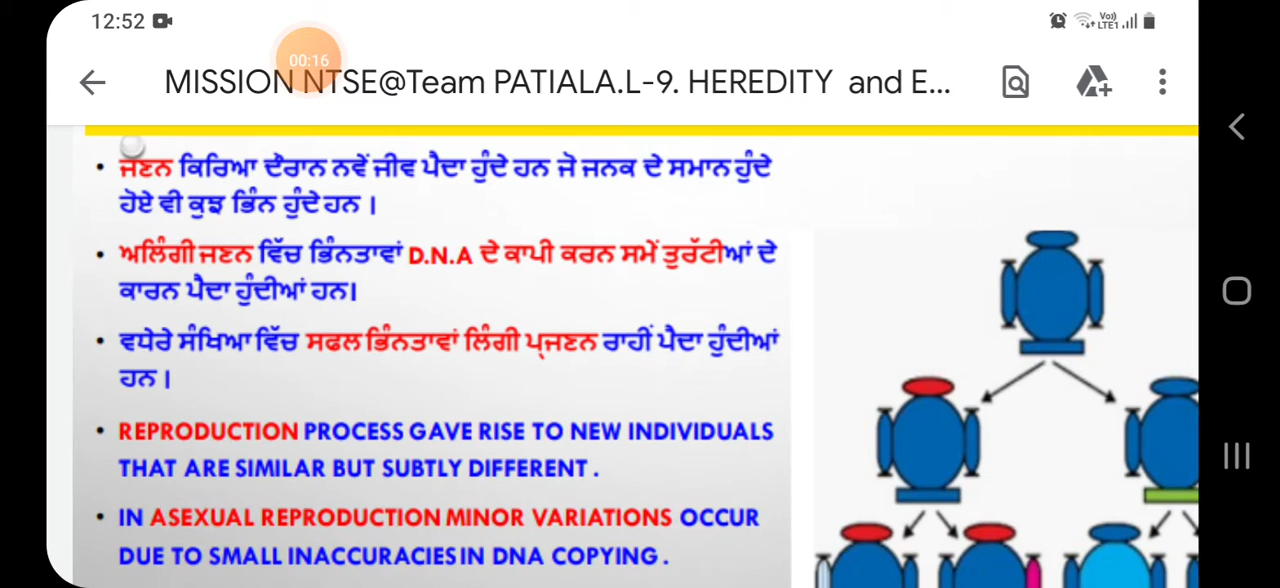 12:52
Vo)) LTE1
00:16
MISSION NTSE@Team PATIALA.L-9. HEREDITY and E...
• ਜਣਨ ਕਿਰਿਆ ਦੌਰਾਨ ਨਵੇਂ ਜੀਵ ਪੈਦਾ ਹੁੰਦੇ ਹਨ ਜੋ ਜਨਕ ਦੇ ਸਮਾਨ ਹੁੰਦੇ
ਹੋਏ ਵੀ ਕੁਝ ਭਿੰਨ ਹੁੰਦੇ ਹਨ ।
• ਅਲਿੰਗੀ ਜਣਨ ਵਿੱਚ ਭਿੰਨਤਾਵਾਂ D.N.A ਦੇ ਕਾਪੀ ਕਰਨ ਸਮੇਂ ਤੁਰੱਟੀਆਂ ਦੇ
ਕਾਰਨ ਪੈਦਾ ਹੁੰਦੀਆਂ ਹਨ।
• ਵਧੇਰੇ ਸੰਖਿਆ ਵਿੱਚ ਸਫਲ ਭਿੰਨਤਾਵਾਂ ਲਿੰਗੀ ਪ੍ਰਜਣਨ ਰਾਹੀਂ ਪੈਦਾ ਹੁੰਦੀਆਂ
ਹਨ ।
• REPRODUCTION PROCESS GAVE RISE TO NEW INDIVIDUALS
THAT ARE SIMILAR BUT SUBTLY DIFFERENT .
• IN ASEXUAL REPRODUCTION MINOR VARIATIONS OCCUR
DUE TO SMALL INACCURACIES IN DNA COPYING .